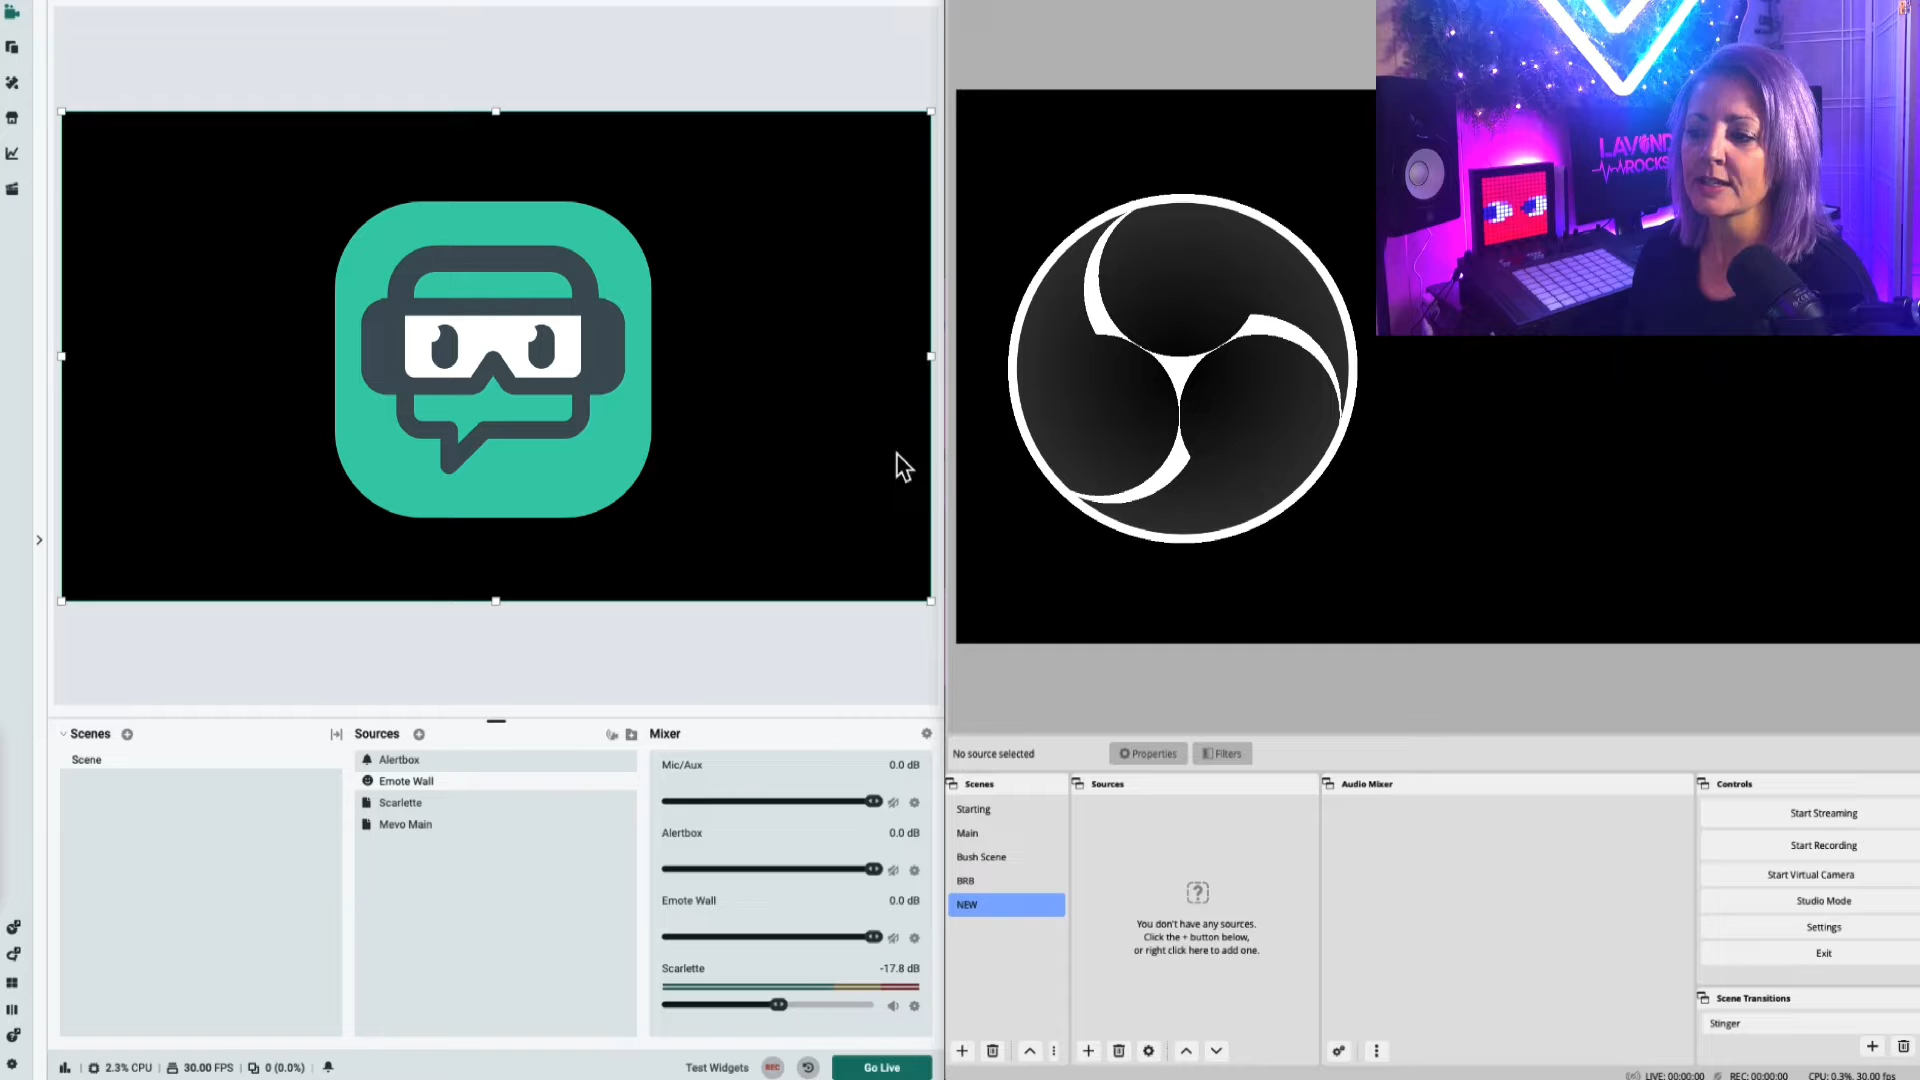 LAVND
ROCKS
Scenes
Scene
Sources
Alertbox
Emote Wall
Scarlette
Mevo Main
Mixer
Mic/Aux 0.0 dB
Alertbox 0.0 dB
Emote Wall 0.0 dB
Scarlette -17.8 dB
2.3% CPU 30.00 FPS 0 (0.0%)
Test Widgets REC Go Live
No source selected Properties Filters
Scenes
Starting
Main
Bush Scene
BRB
NEW
Sources
?
You don't have any sources.
Click the + button below,
or right click here to add one.
Audio Mixer
Controls
Start Streaming
Start Recording
Start Virtual Camera
Studio Mode
Settings
Exit
Scene Transitions
Stinger
LIVE: 00:00:00 REC: 00:00:00 CPU: 0.3%, 30.00 fps